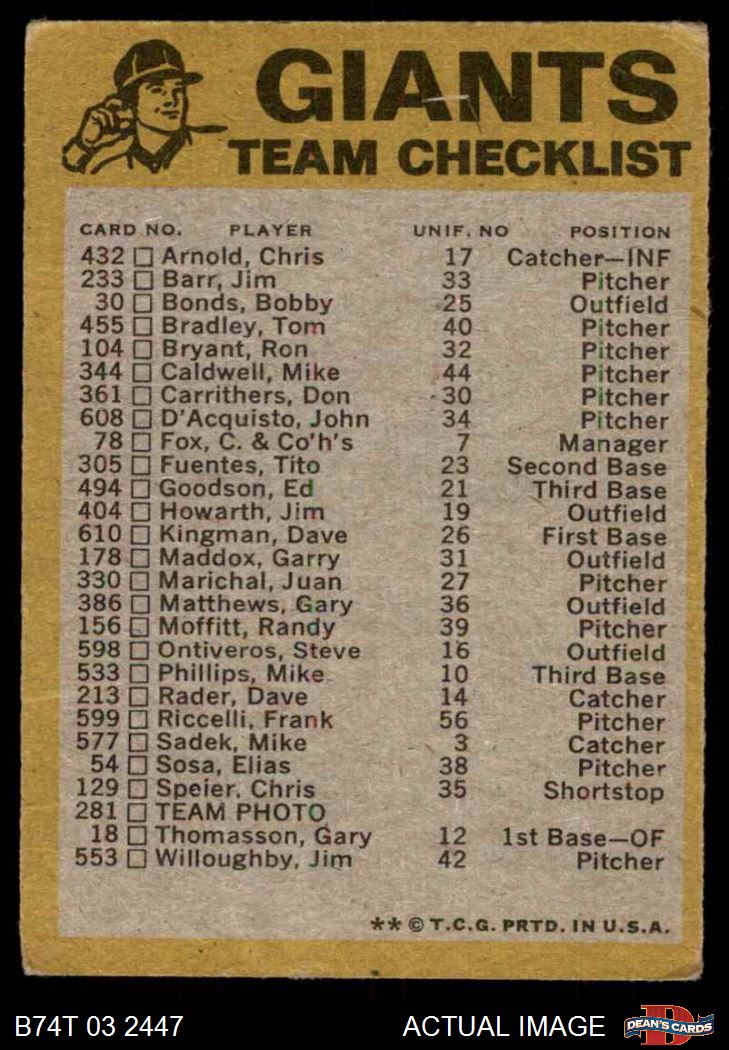 GIANTS
TEAM CHECKLIST
CARD NO. PLAYER UNIF. NO POSITION
432 Arnold, Chris 17 Catcher—INF
233 Barr, Jim 33 Pitcher
30 Bonds, Bobby 25 Outfield
455 Bradley, Tom 40 Pitcher
104 Bryant, Ron 32 Pitcher
344 Caldwell, Mike 44 Pitcher
361 Carrithers, Don 30 Pitcher
608 D'Acquisto, John 34 Pitcher
78 Fox, C. & Co'h's 7 Manager
305 Fuentes, Tito 23 Second Base
494 Goodson, Ed 21 Third Base
404 Howarth, Jim 19 Outfield
610 Kingman, Dave 26 First Base
178 Maddox, Garry 31 Outfield
330 Marichal, Juan 27 Pitcher
386 Matthews, Gary 36 Outfield
156 Moffitt, Randy 39 Pitcher
598 Ontiveros, Steve 16 Outfield
533 Phillips, Mike 10 Third Base
213 Rader, Dave 14 Catcher
599 Riccelli, Frank 56 Pitcher
577 Sadek, Mike 3 Catcher
54 Sosa, Elias 38 Pitcher
129 Speier, Chris 35 Shortstop
281 TEAM PHOTO
18 Thomasson, Gary 12 1st Base—OF
553 Willoughby, Jim 42 Pitcher
** © T.C.G. PRTD. IN U.S.A.
B74T 03 2447 ACTUAL IMAGE D DEAN'S CARDS